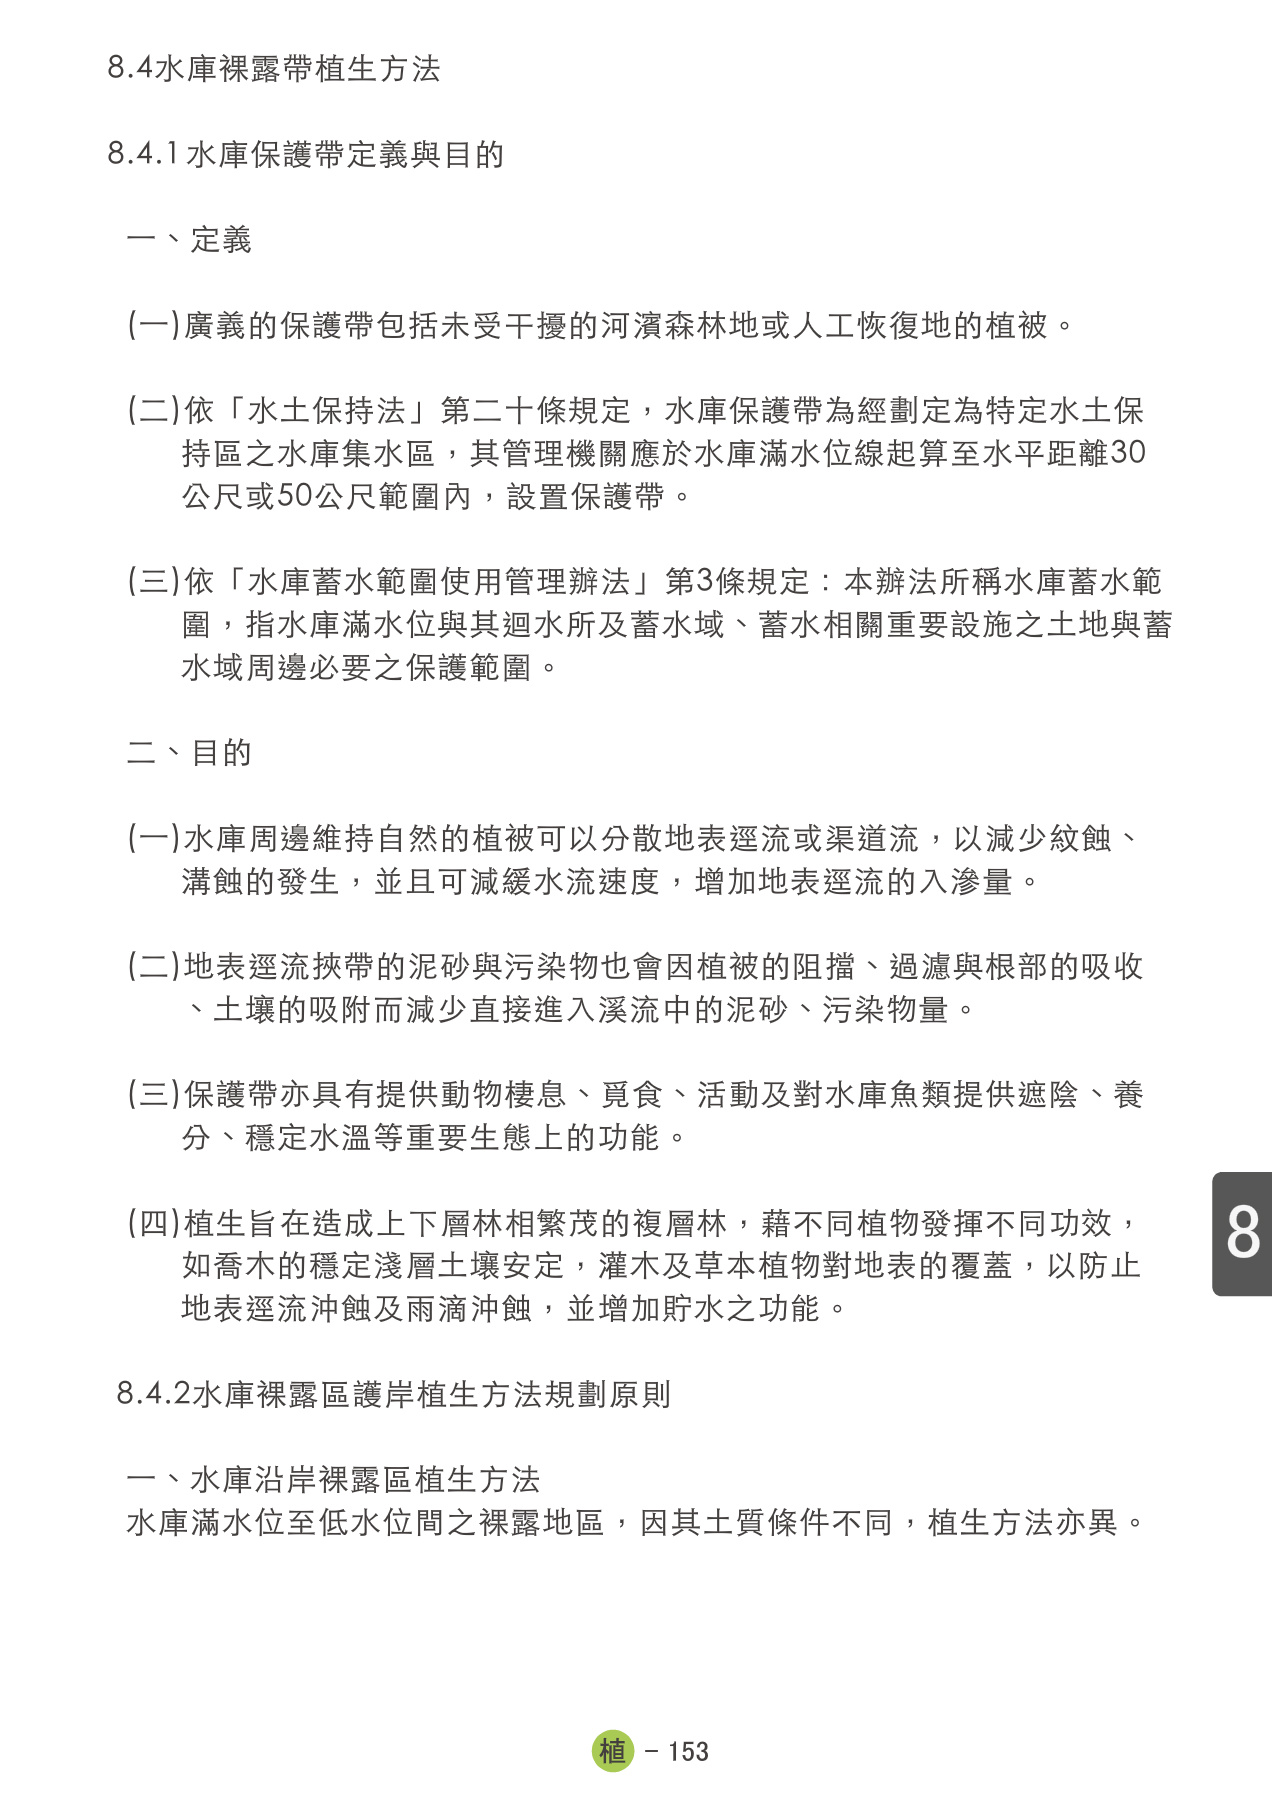 8.4水庫裸露帶植生方法
8.4.1水庫保護帶定義與目的
一、定義
(一)廣義的保護帶包括未受干擾的河濱森林地或人工恢復地的植被。
(二)依「水土保持法」第二十條規定，水庫保護帶為經劃定為特定水土保
持區之水庫集水區，其管理機關應於水庫滿水位線起算至水平距離30
公尺或50公尺範圍內，設置保護帶。
(三)依「水庫蓄水範圍使用管理辦法」第3條規定：本辦法所稱水庫蓄水範
圍，指水庫滿水位與其迴水所及蓄水域、蓄水相關重要設施之土地與蓄
水域周邊必要之保護範圍。
二、目的
(一)水庫周邊維持自然的植被可以分散地表逕流或渠道流，以減少紋蝕、
溝蝕的發生，並且可減緩水流速度，增加地表逕流的入滲量。
(二)地表逕流挾帶的泥砂與污染物也會因植被的阻擋、過濾與根部的吸收
、土壤的吸附而減少直接進入溪流中的泥砂、污染物量。
(三)保護帶亦具有提供動物棲息、覓食、活動及對水庫魚類提供遮陰、養
分、穩定水溫等重要生態上的功能。
(四)植生旨在造成上下層林相繁茂的複層林，藉不同植物發揮不同功效，
如喬木的穩定淺層土壤安定，灌木及草本植物對地表的覆蓋，以防止
地表逕流沖蝕及雨滴沖蝕，並增加貯水之功能。
8
8.4.2水庫裸露區護岸植生方法規劃原則
一、水庫沿岸裸露區植生方法
水庫滿水位至低水位間之裸露地區，因其土質條件不同，植生方法亦異。
植 – 153